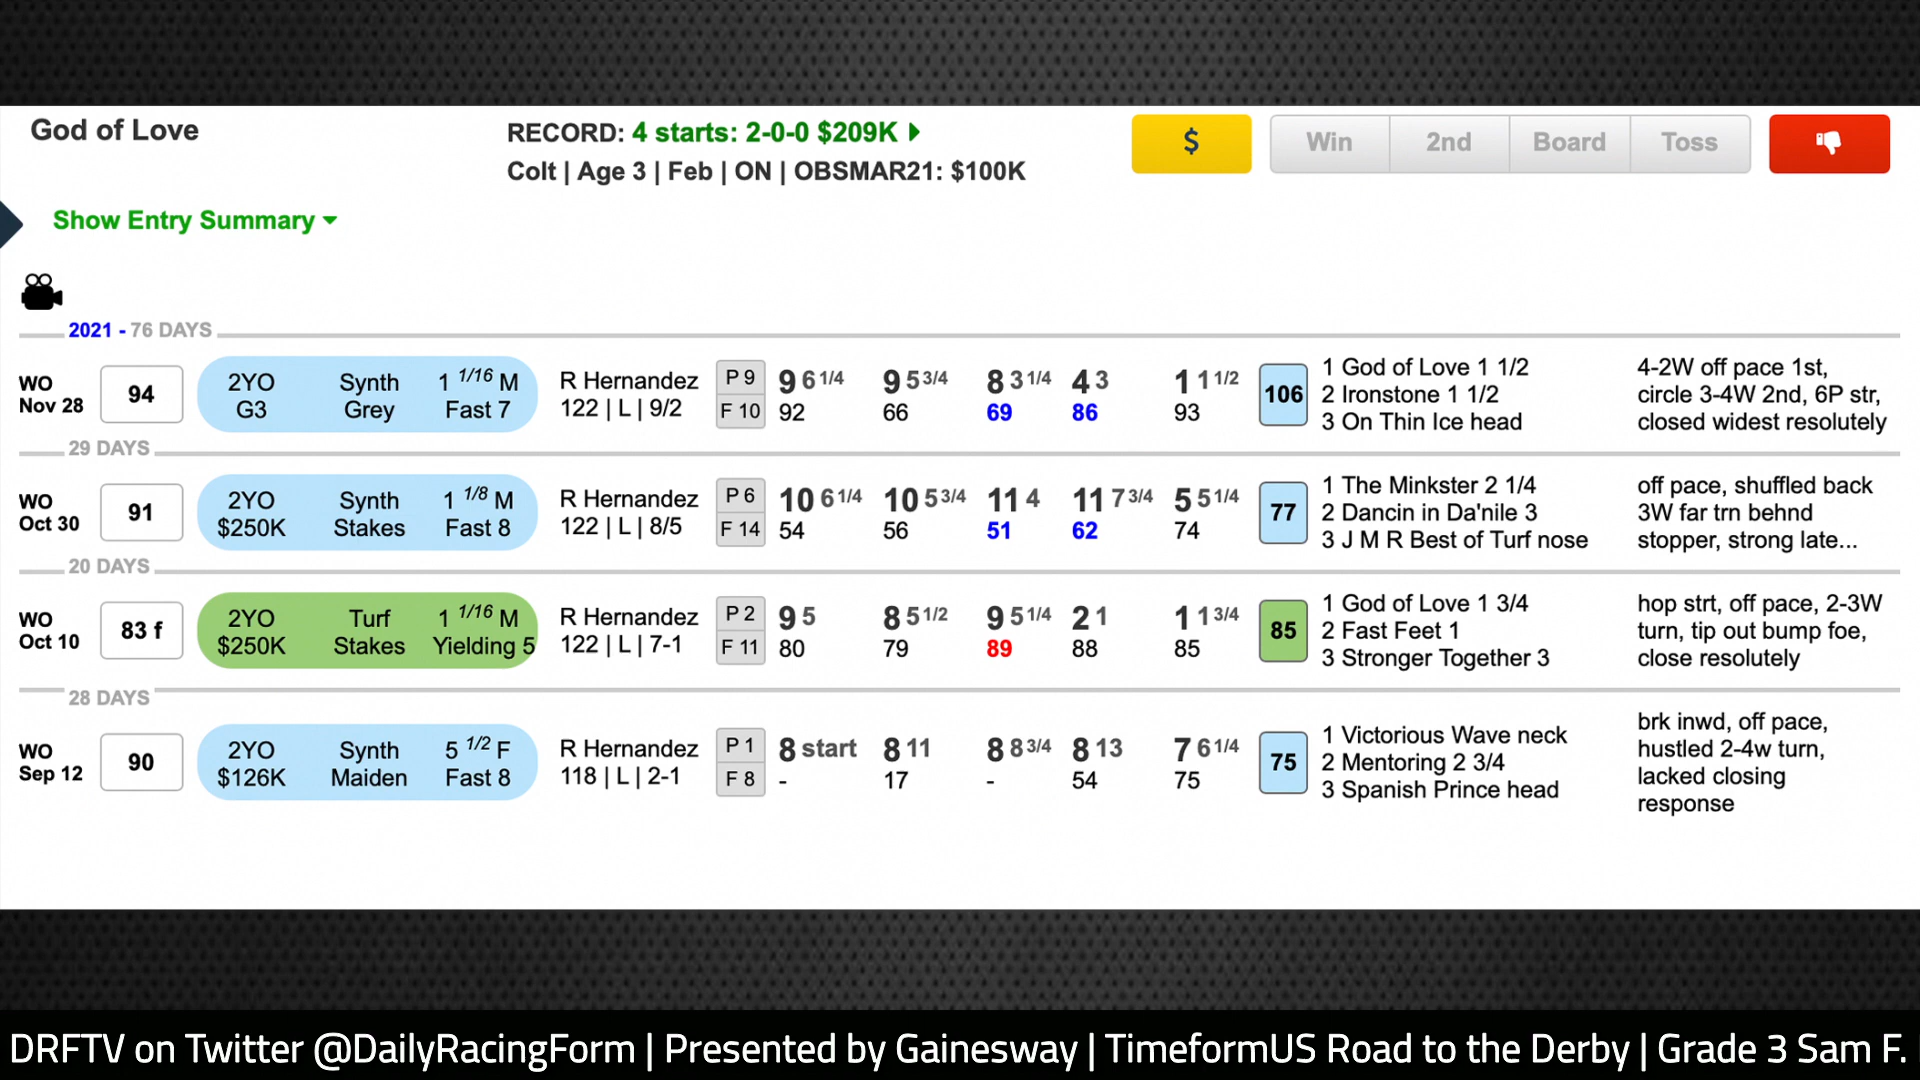 God of Love
RECORD: 4 starts: 2-0-0 $209K
Colt | Age 3 | Feb | ON | OBSMAR21: $100K
$
Win 2nd Board Toss
Show Entry Summary
2021 - 76 DAYS
WO
Nov 28
94
2YO Synth 1 1/16 M
G3 Grey Fast 7
R Hernandez
122 | L | 9/2
P 9
F 10
9 6 1/4 9 5 3/4 8 3 1/4 4 3 1 1 1/2
92 66 69 86 93
106
1 God of Love 1 1/2
2 Ironstone 1 1/2
3 On Thin Ice head
4-2W off pace 1st,
circle 3-4W 2nd, 6P str,
closed widest resolutely
29 DAYS
WO
Oct 30
91
2YO Synth 1 1/8 M
$250K Stakes Fast 8
R Hernandez
122 | L | 8/5
P 6
F 14
10 6 1/4 10 5 3/4 11 4 11 7 3/4 5 5 1/4
54 56 51 62 74
77
1 The Minkster 2 1/4
2 Dancin in Da'nile 3
3 J M R Best of Turf nose
off pace, shuffled back
3W far trn behnd
stopper, strong late...
20 DAYS
WO
Oct 10
83 f
2YO Turf 1 1/16 M
$250K Stakes Yielding 5
R Hernandez
122 | L | 7-1
P 2
F 11
9 5 8 5 1/2 9 5 1/4 2 1 1 1 3/4
80 79 89 88 85
85
1 God of Love 1 3/4
2 Fast Feet 1
3 Stronger Together 3
hop strt, off pace, 2-3W
turn, tip out bump foe,
close resolutely
28 DAYS
WO
Sep 12
90
2YO Synth 5 1/2 F
$126K Maiden Fast 8
R Hernandez
118 | L | 2-1
P 1
F 8
8 start 8 11 8 8 3/4 8 13 7 6 1/4
- 17 - 54 75
75
1 Victorious Wave neck
2 Mentoring 2 3/4
3 Spanish Prince head
brk inwd, off pace,
hustled 2-4w turn,
lacked closing
response
DRFTV on Twitter @DailyRacingForm | Presented by Gainesway | TimeformUS Road to the Derby | Grade 3 Sam F.